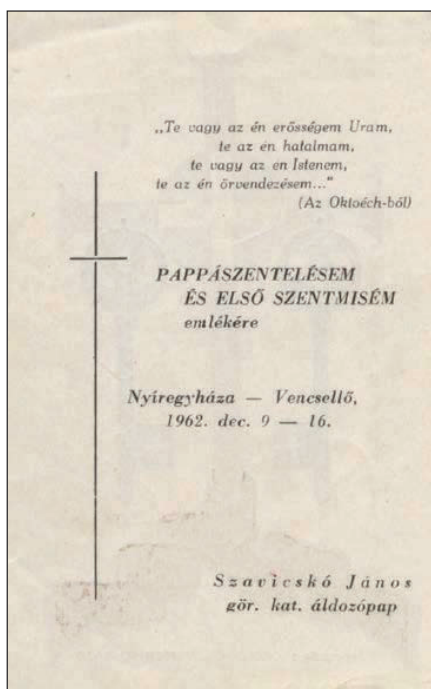 „Te vagy az én erősségem Uram,
te az én hatalmam,
te vagy az en Istenem,
te az én örvendezésem..."
(Az Oktoéch-ból)
PAPPÁSZENTELÉSEM
ÉS ELSŐ SZENTMISÉM
emlékére
Nyíregyháza — Vencsellő,
1962. dec. 9 — 16.
Szavicskó János
gör. kat. áldozópap